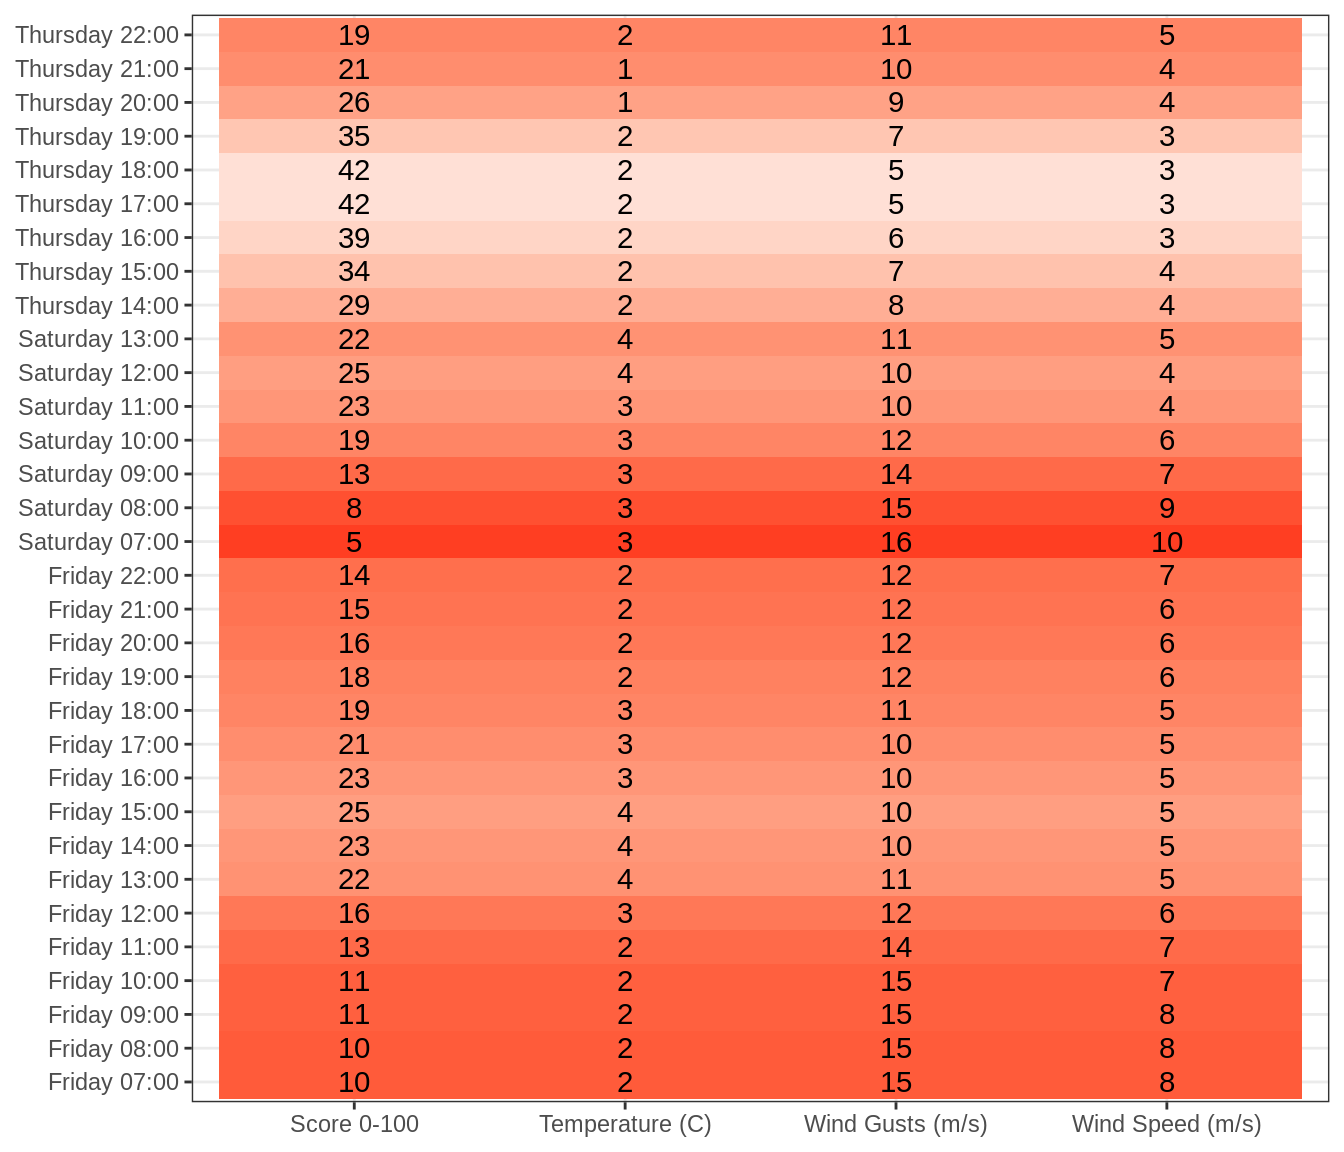 Thursday 22:00 19 2 11 5
Thursday 21:00 21 1 10 4
Thursday 20:00 26 1 9 4
Thursday 19:00 35 2 7 3
Thursday 18:00 42 2 5 3
Thursday 17:00 42 2 5 3
Thursday 16:00 39 2 6 3
Thursday 15:00 34 2 7 4
Thursday 14:00 29 2 8 4
Saturday 13:00 22 4 11 5
Saturday 12:00 25 4 10 4
Saturday 11:00 23 3 10 4
Saturday 10:00 19 3 12 6
Saturday 09:00 13 3 14 7
Saturday 08:00 8 3 15 9
Saturday 07:00 5 3 16 10
Friday 22:00 14 2 12 7
Friday 21:00 15 2 12 6
Friday 20:00 16 2 12 6
Friday 19:00 18 2 12 6
Friday 18:00 19 3 11 5
Friday 17:00 21 3 10 5
Friday 16:00 23 3 10 5
Friday 15:00 25 4 10 5
Friday 14:00 23 4 10 5
Friday 13:00 22 4 11 5
Friday 12:00 16 3 12 6
Friday 11:00 13 2 14 7
Friday 10:00 11 2 15 7
Friday 09:00 11 2 15 8
Friday 08:00 10 2 15 8
Friday 07:00 10 2 15 8
Score 0-100 Temperature (C) Wind Gusts (m/s) Wind Speed (m/s)